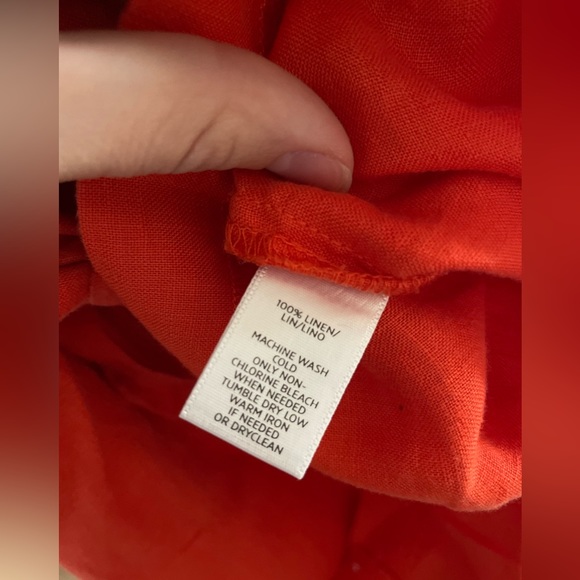 100% LINEN/
LIN/LINO
MACHINE WASH
COLD
ONLY NON-
CHLORINE BLEACH
WHEN NEEDED
TUMBLE DRY LOW
WARM IRON
IF NEEDED
OR DRYCLEAN